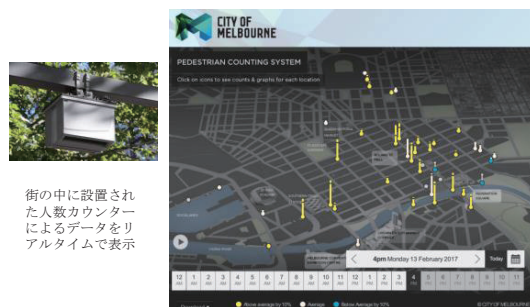 街の中に設置され
た人数カウンター
によるデータをリ
アルタイムで表示
CITY OF
MELBOURNE
PEDESTRIAN COUNTING SYSTEM
Click on icons to see counts & graphs for each location.
4pm Monday 13 February 2017
Today
12 1 2 3 4 5 6 7 8 9 10 11 12 1 2 3 4 5 6 7 8 9 10 11
AM AM AM AM AM AM AM AM AM AM AM AM PM PM PM PM PM PM PM PM PM PM PM PM
Above average by 10%
Average
Below Average by 10%
© CITY OF MELBOURNE